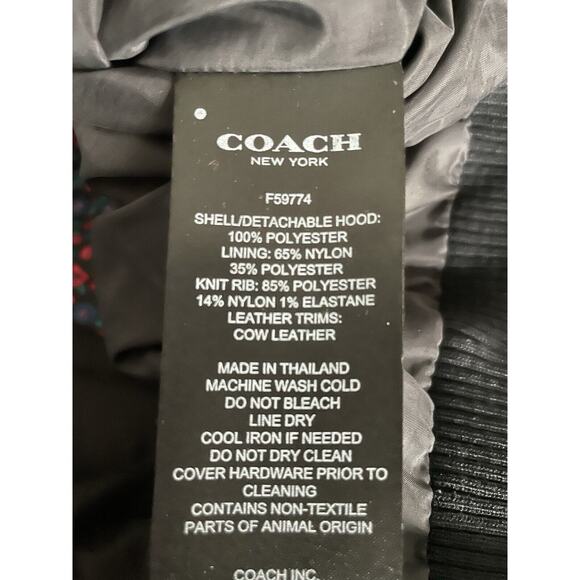 COACH
NEW YORK
F59774
SHELL/DETACHABLE HOOD:
100% POLYESTER
LINING: 65% NYLON
35% POLYESTER
KNIT RIB: 85% POLYESTER
14% NYLON 1% ELASTANE
LEATHER TRIMS:
COW LEATHER
MADE IN THAILAND
MACHINE WASH COLD
DO NOT BLEACH
LINE DRY
COOL IRON IF NEEDED
DO NOT DRY CLEAN
COVER HARDWARE PRIOR TO
CLEANING
CONTAINS NON-TEXTILE
PARTS OF ANIMAL ORIGIN
COACH INC.